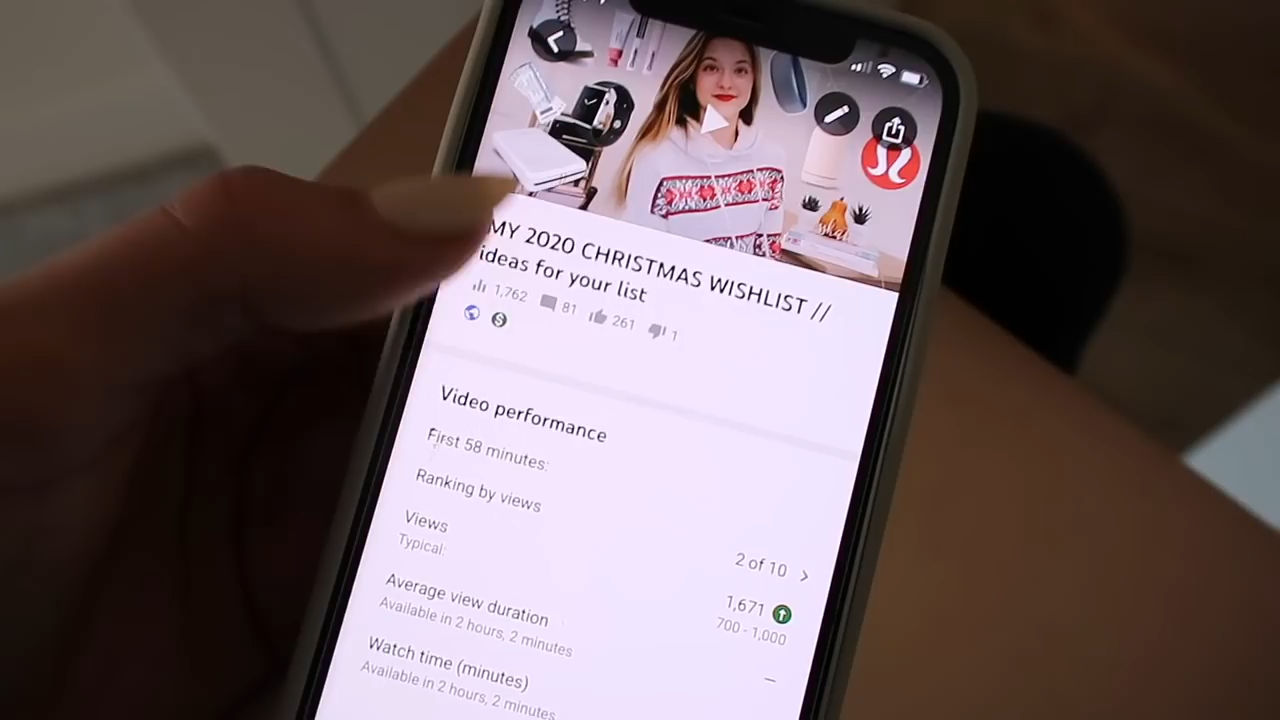 MY 2020 CHRISTMAS WISHLIST //
ideas for your list
1,762 81 261 1
Video performance
First 58 minutes:
Ranking by views
2 of 10 >
Views
1,671
Typical:
700 - 1,000
Average view duration
Available in 2 hours, 2 minutes
–
Watch time (minutes)
Available in 2 hours, 2 minutes